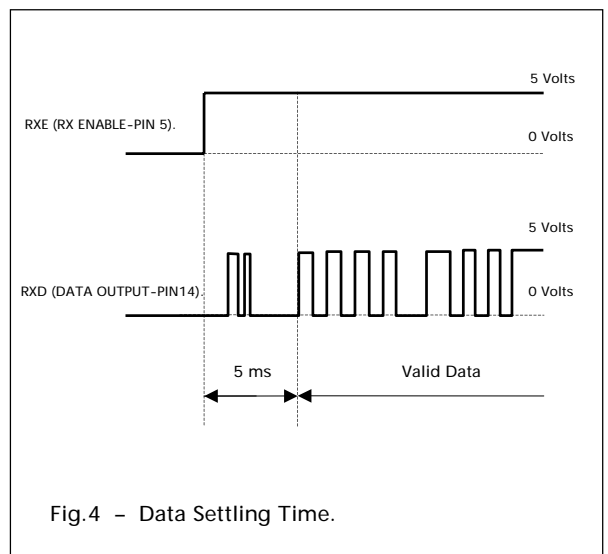 5 Volts
RXE (RX ENABLE-PIN 5).
0 Volts
5 Volts
RXD (DATA OUTPUT-PIN14).
0 Volts
5 ms
Valid Data
Fig.4 – Data Settling Time.